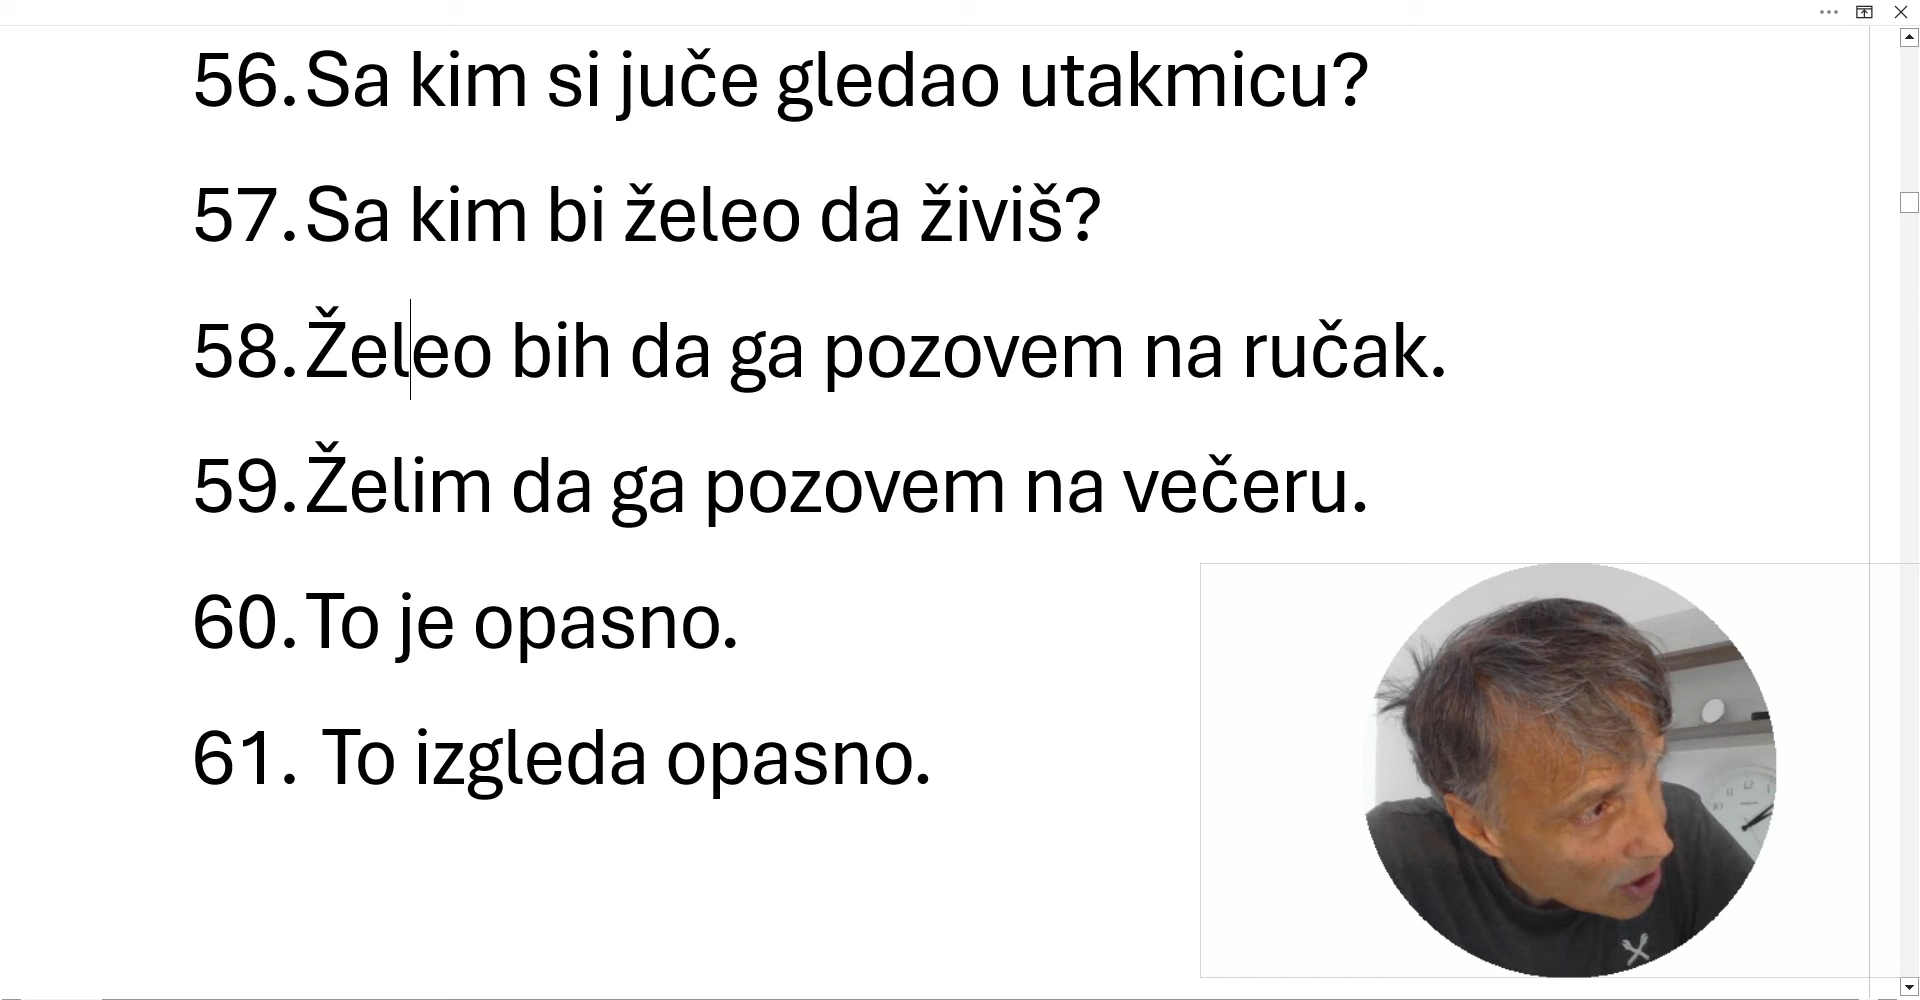 56. Sa kim si juče gledao utakmicu?
57. Sa kim bi želeo da živiš?
58. Želeo bih da ga pozovem na ručak.
59. Želim da ga pozovem na večeru.
60. To je opasno.
61. To izgleda opasno.